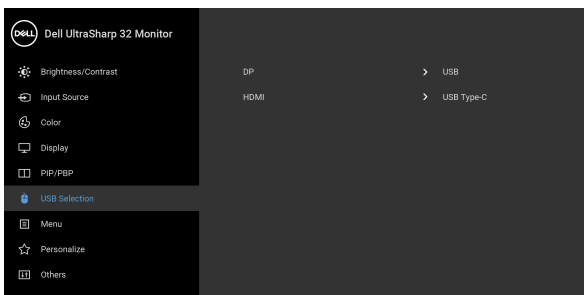 DELL Dell UltraSharp 32 Monitor
Brightness/Contrast
DP USB
Input Source
HDMI USB Type-C
Color
Display
PIP/PBP
USB Selection
Menu
Personalize
Others